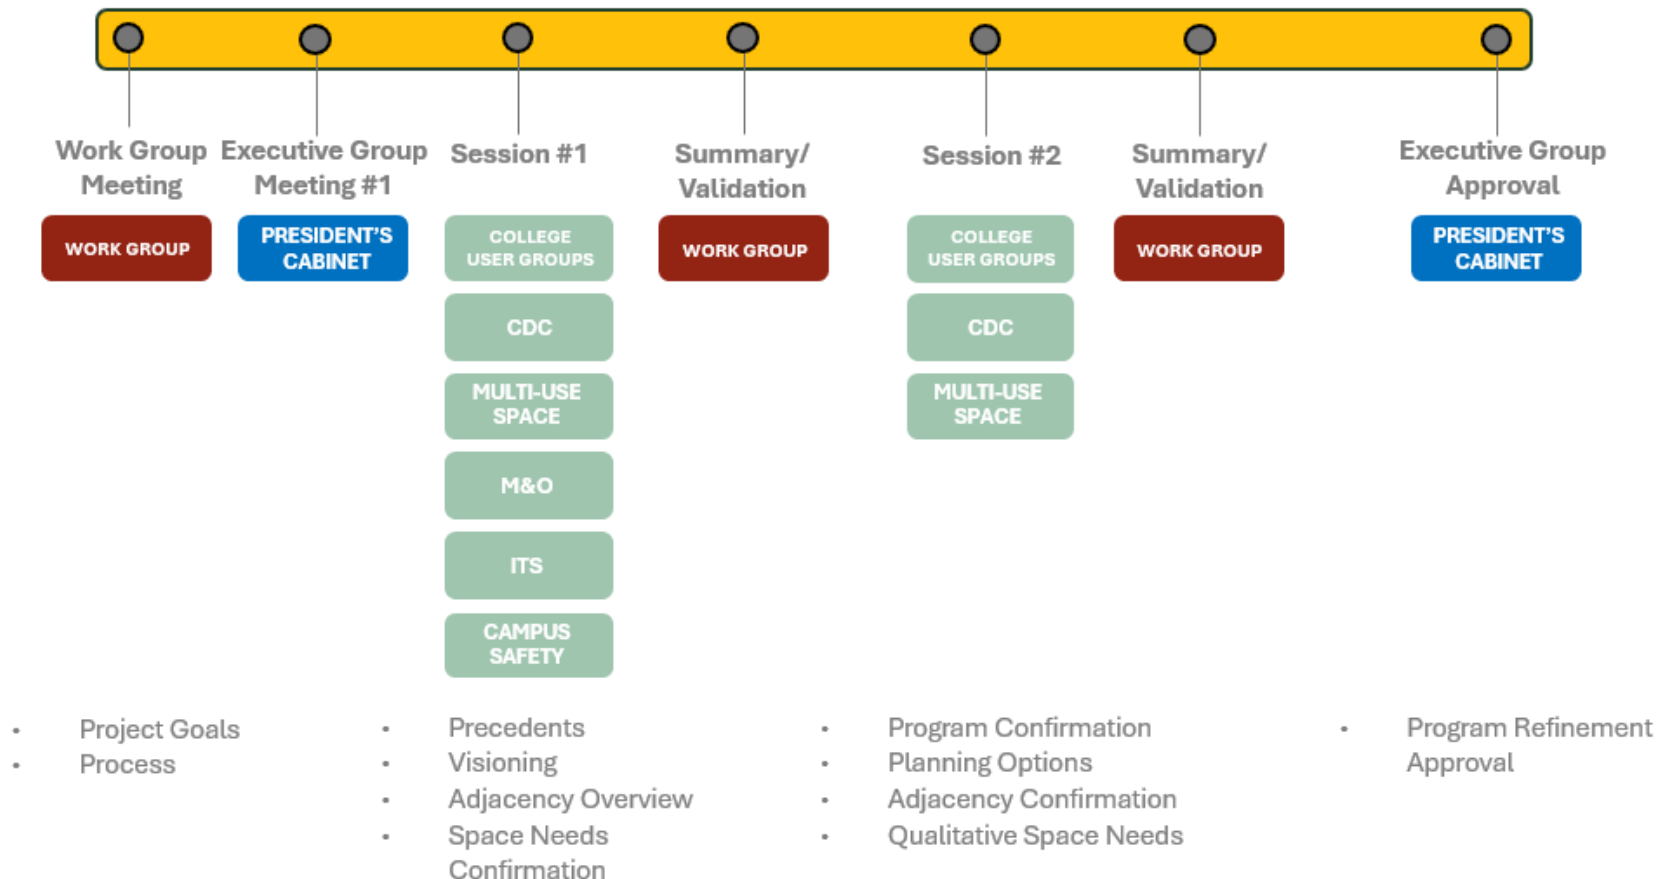 Work Group
Meeting
Executive Group
Meeting #1
Session #1
Summary/
Validation
Session #2
Summary/
Validation
Executive Group
Approval
WORK GROUP
PRESIDENT'S
CABINET
COLLEGE
USER GROUPS
CDC
MULTI-USE
SPACE
M&O
ITS
CAMPUS
SAFETY
WORK GROUP
COLLEGE
USER GROUPS
CDC
MULTI-USE
SPACE
WORK GROUP
PRESIDENT'S
CABINET
• Project Goals
• Process
• Precedents
• Visioning
• Adjacency Overview
• Space Needs
Confirmation
• Program Confirmation
• Planning Options
• Adjacency Confirmation
• Qualitative Space Needs
• Program Refinement
Approval